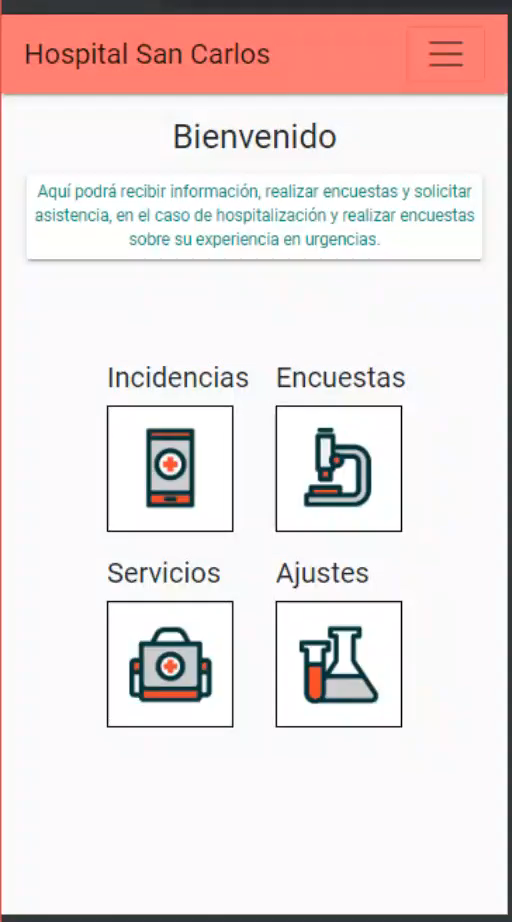 Hospital San Carlos
Bienvenido
Aquí podrá recibir información, realizar encuestas y solicitar
asistencia, en el caso de hospitalización y realizar encuestas
sobre su experiencia en urgencias.
Incidencias
Encuestas
Servicios
Ajustes